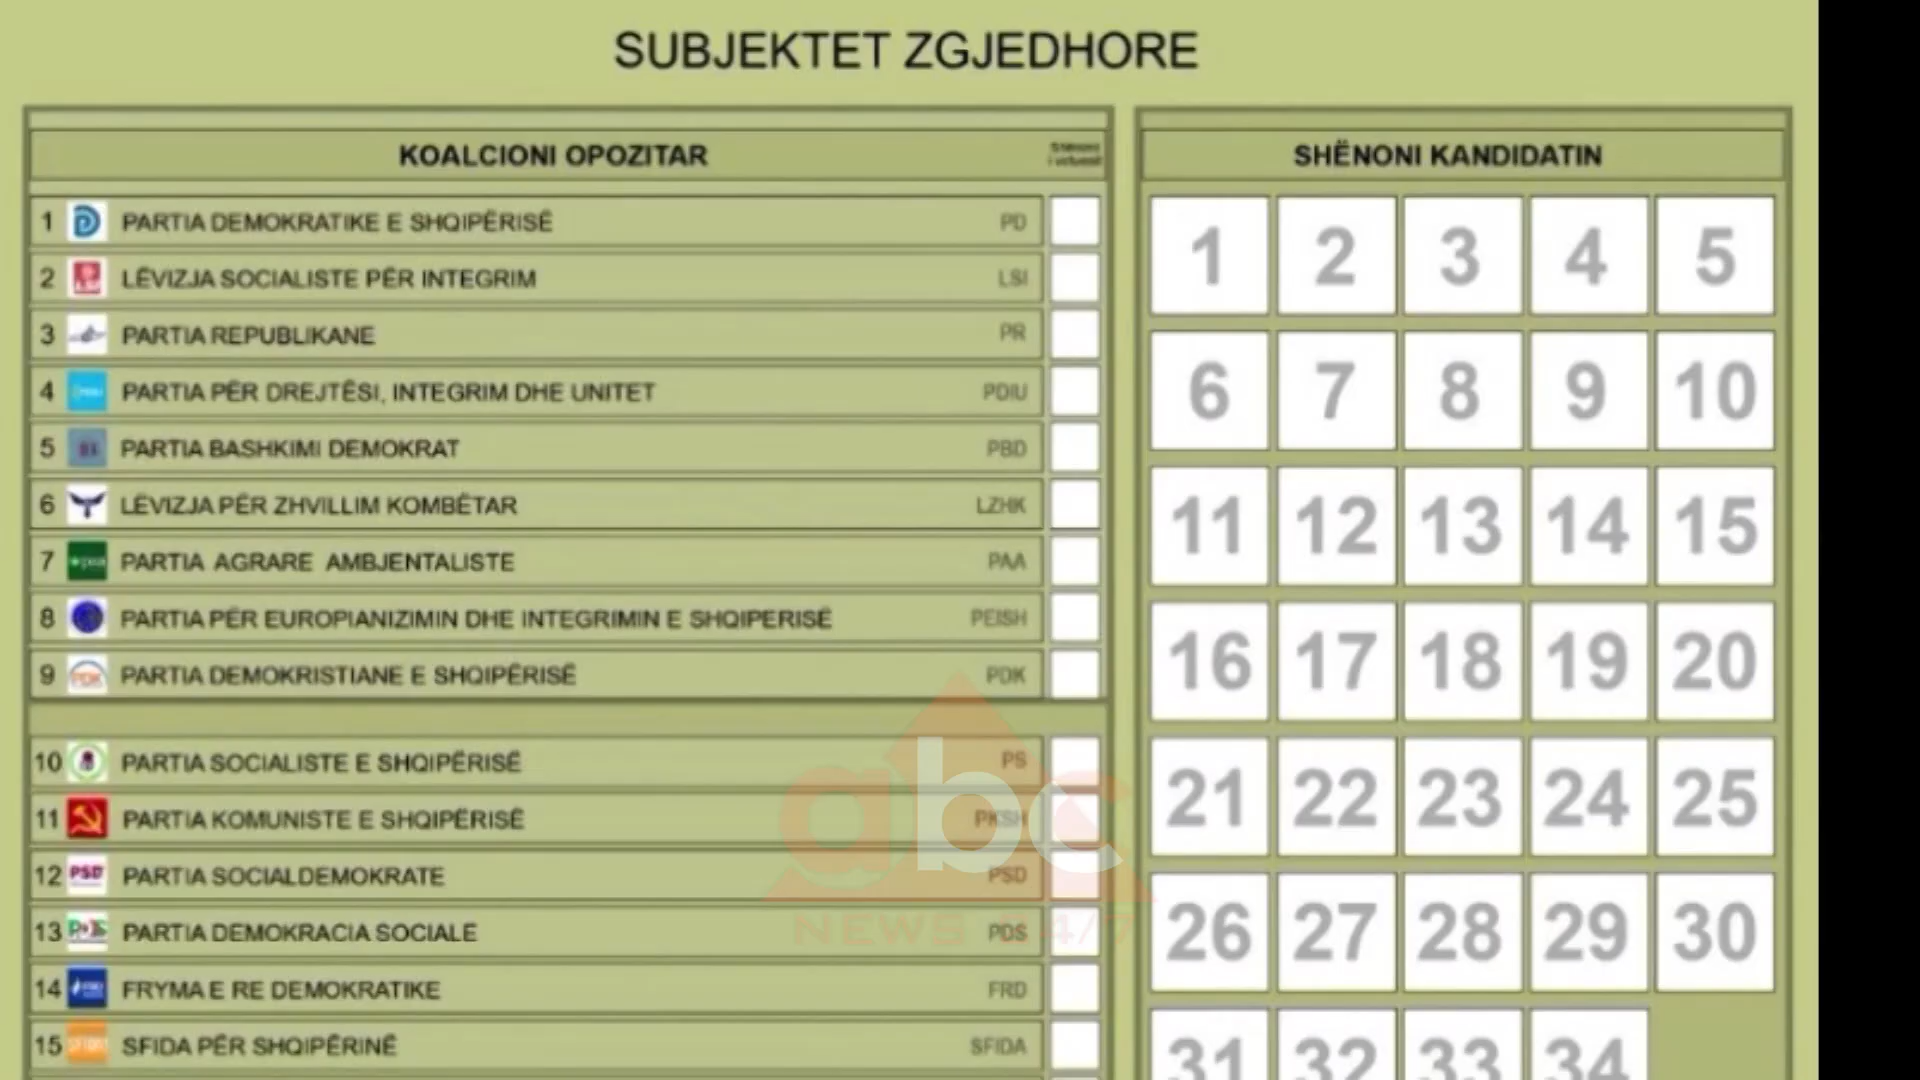 SUBJEKTET ZGJEDHORE
KOALCIONI OPOZITAR
1 PARTIA DEMOKRATIKE E SHQIPËRISË PD
2 LËVIZJA SOCIALISTE PËR INTEGRIM LSI
3 PARTIA REPUBLIKANE PR
4 PARTIA PËR DREJTËSI, INTEGRIM DHE UNITET PDIU
5 PARTIA BASHKIMI DEMOKRAT PBD
6 LËVIZJA PËR ZHVILLIM KOMBËTAR LZHK
7 PARTIA AGRARE AMBJENTALISTE PAA
8 PARTIA PËR EUROPIANIZIMIN DHE INTEGRIMIN E SHQIPERISË PEISH
9 PDK PARTIA DEMOKRISTIANE E SHQIPËRISË PDK
10 PARTIA SOCIALISTE E SHQIPËRISË PS
11 PARTIA KOMUNISTE E SHQIPËRISË PKSH
12 PSD PARTIA SOCIALDEMOKRATE PSD
13 PDS PARTIA DEMOKRACIA SOCIALE PDS
14 FRYMA E RE DEMOKRATIKE FRD
15 SFIDA PËR SHQIPËRINË SFIDA
abc
NEWS 24/7
SHËNONI KANDIDATIN
1 2 3 4 5
6 7 8 9 10
11 12 13 14 15
16 17 18 19 20
21 22 23 24 25
26 27 28 29 30
31 32 33 34